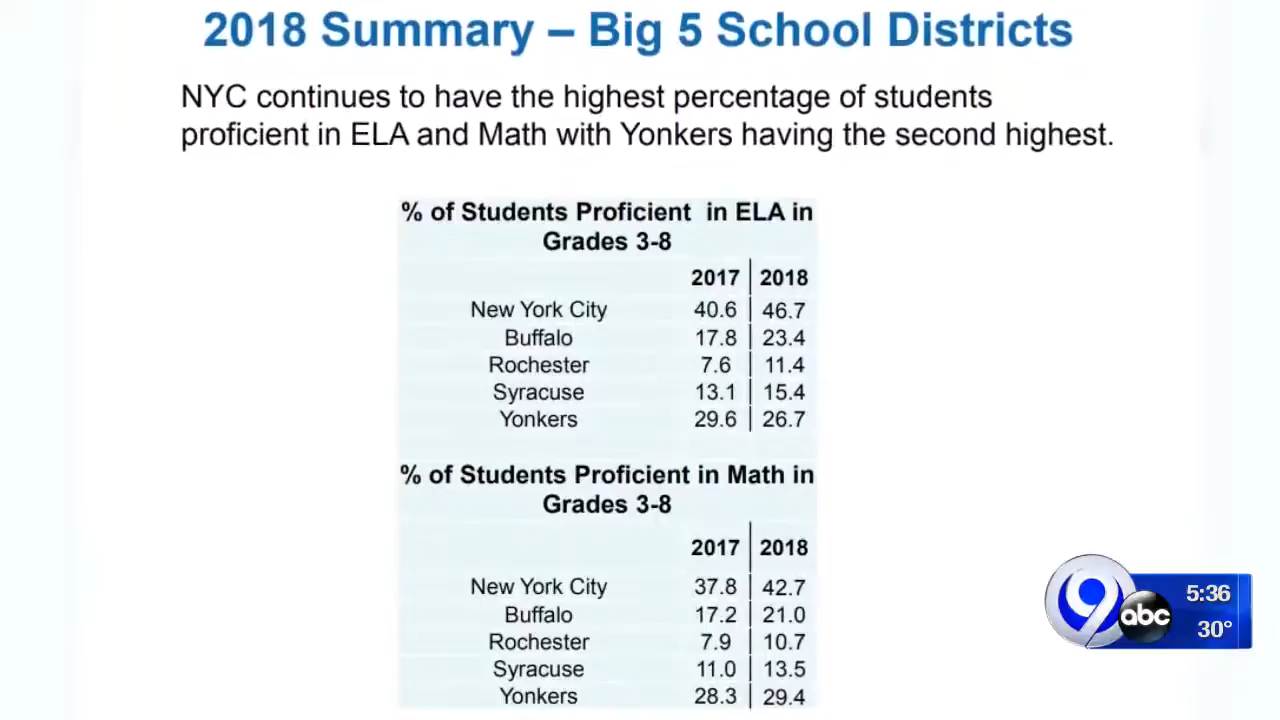 2018 Summary – Big 5 School Districts
NYC continues to have the highest percentage of students
proficient in ELA and Math with Yonkers having the second highest.
% of Students Proficient in ELA in
Grades 3-8
2017 2018
New York City 40.6 46.7
Buffalo 17.8 23.4
Rochester 7.6 11.4
Syracuse 13.1 15.4
Yonkers 29.6 26.7
% of Students Proficient in Math in
Grades 3-8
2017 2018
New York City 37.8 42.7
Buffalo 17.2 21.0
Rochester 7.9 10.7
Syracuse 11.0 13.5
Yonkers 28.3 29.4
9 abc 5:36
30°